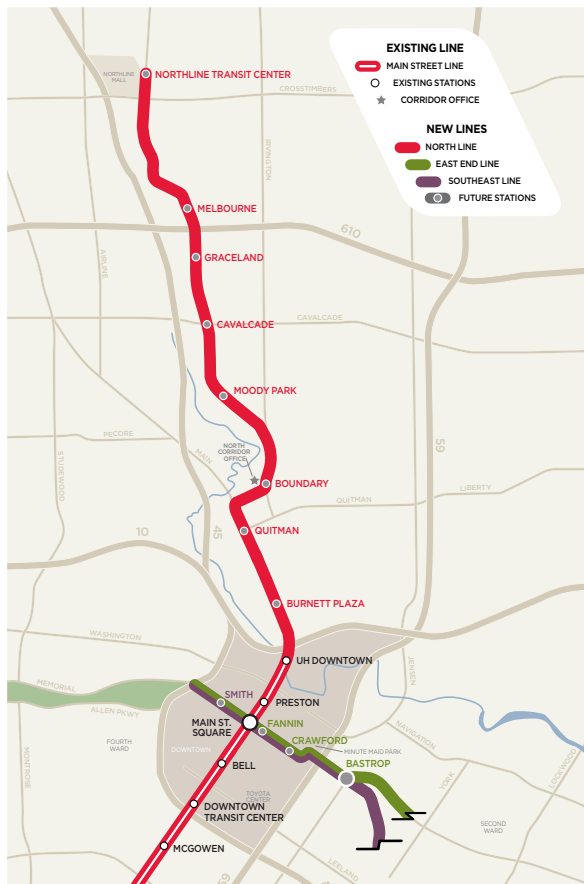 EXISTING LINE
MAIN STREET LINE
EXISTING STATIONS
CORRIDOR OFFICE
NEW LINES
NORTH LINE
EAST END LINE
SOUTHEAST LINE
FUTURE STATIONS
NORTHLINE
MALL
NORTHLINE TRANSIT CENTER
CROSSTIMBERS
IRVINGTON
MELBOURNE
610
AIRLINE
GRACELAND
CAVALCADE
CAVALCADE
MOODY PARK
PECORE
MAIN
NORTH
CORRIDOR
OFFICE
59
STUDEWOOD
BOUNDARY
LIBERTY
QUITMAN
10
45
QUITMAN
BURNETT PLAZA
WASHINGTON
UH DOWNTOWN
JENSEN
MEMORIAL
SMITH
ALLEN PKWY
PRESTON
MAIN ST.
SQUARE
FANNIN
NAVIGATION
FOURTH
WARD
DOWNTOWN
CRAWFORD
MINUTE MAID PARK
BELL
BASTROP
MONTROSE
LOCKWOOD
YORK
TOYOTA
CENTER
DOWNTOWN
TRANSIT CENTER
SECOND
WARD
MCGOWEN
LEELAND
59